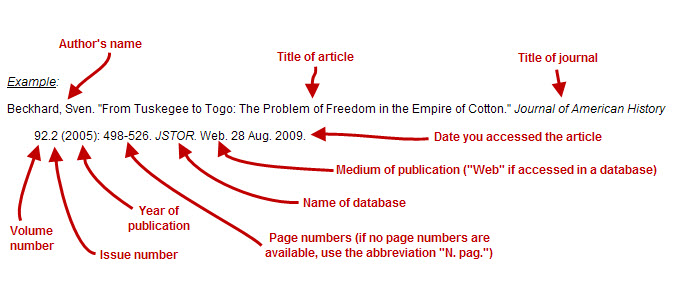 Author's name
Title of article
Title of journal
Example:
Beckhard, Sven. "From Tuskegee to Togo: The Problem of Freedom in the Empire of Cotton." Journal of American History
92.2 (2005): 498-526. JSTOR. Web. 28 Aug. 2009.
Date you accessed the article
Medium of publication ("Web" if accessed in a database)
Name of database
Year of
publication
Volume
number
Issue number
Page numbers (if no page numbers are
available, use the abbreviation "N. pag.")